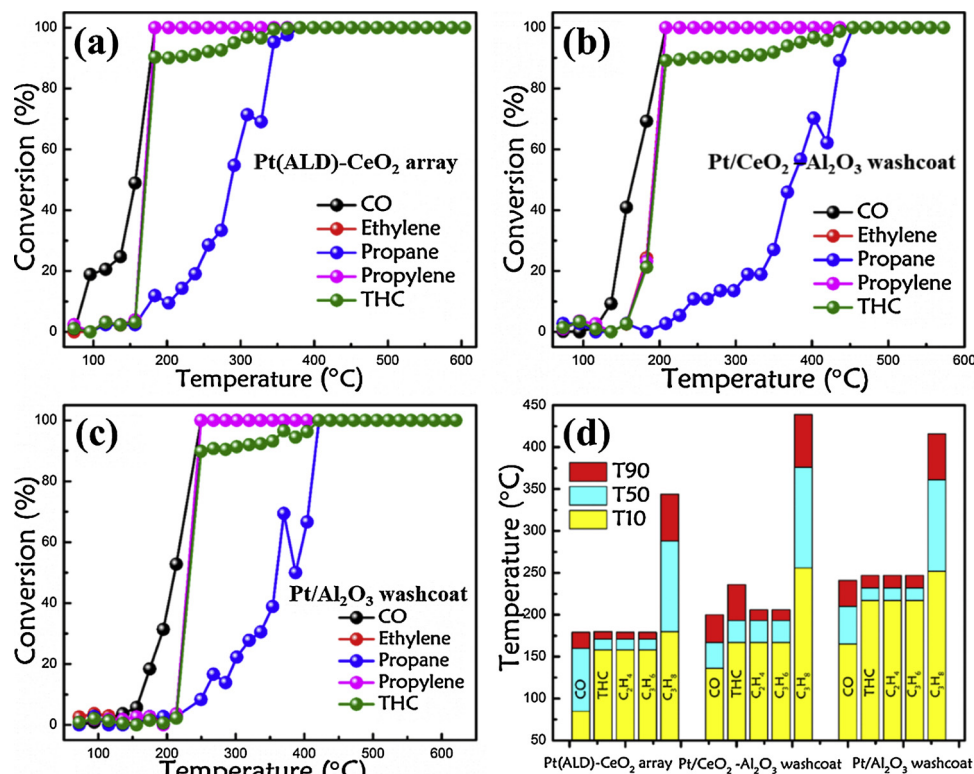 (a)
Conversion (%)
100
80
60
40
20
0
Pt(ALD)-CeO₂ array
CO
Ethylene
Propane
Propylene
THC
100 200 300 400 500 600
Temperature (°C)
(b)
Conversion (%)
100
80
60
40
20
0
Pt/CeO₂ -Al₂O₃ washcoat
CO
Ethylene
Propane
Propylene
THC
100 200 300 400 500 600
Temperature (°C)
(c)
Conversion (%)
100
80
60
40
20
0
Pt/Al₂O₃ washcoat
CO
Ethylene
Propane
Propylene
THC
100 200 300 400 500 600
Temperature (°C)
(d)
Temperature (°C)
450
400
350
300
250
200
150
100
50
T90
T50
T10
CO THC C₂H₄ C₃H₆ C₃H₈
CO THC C₂H₄ C₃H₆ C₃H₈
CO THC C₂H₄ C₃H₆ C₃H₈
Pt(ALD)-CeO₂ array Pt/CeO₂ -Al₂O₃ washcoat Pt/Al₂O₃ washcoat